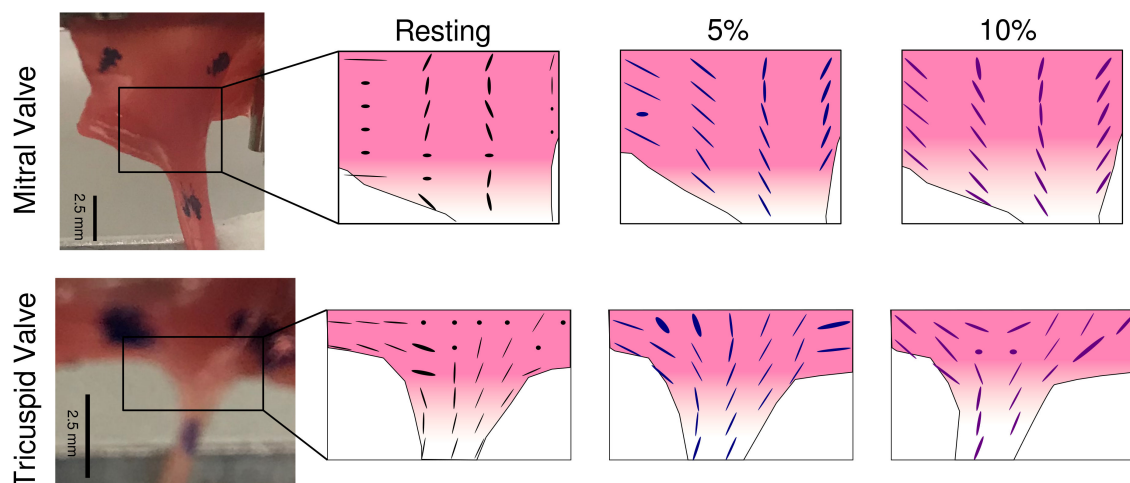 Resting
5%
10%
Mitral Valve
2.5 mm
Tricuspid Valve
2.5 mm